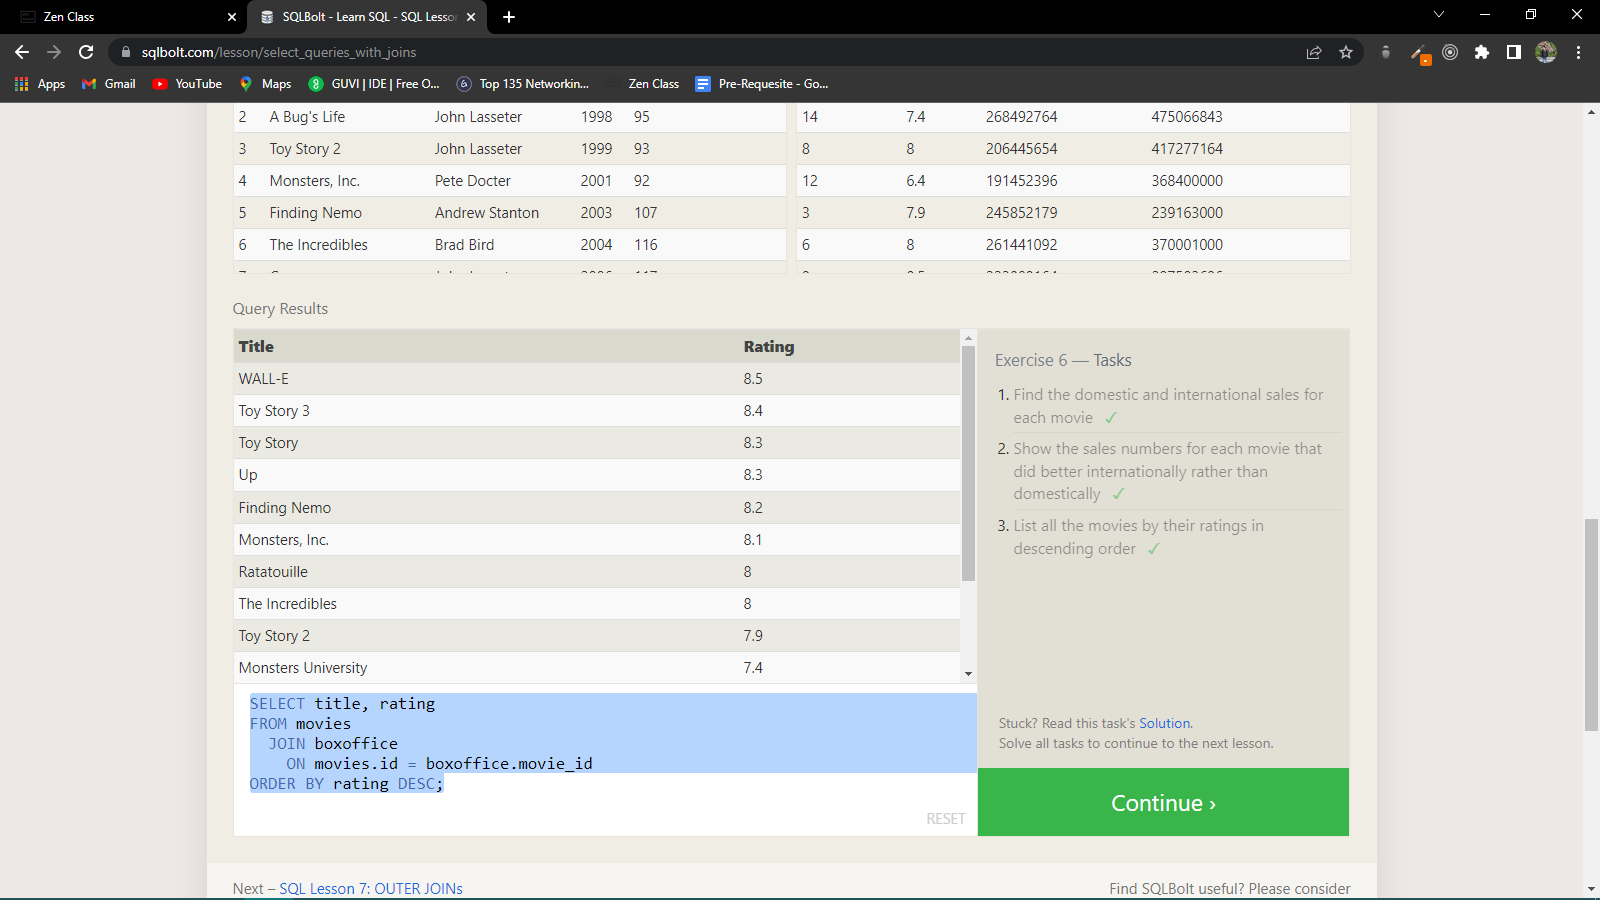 Zen Class
SQLBolt - Learn SQL - SQL Lesson
sqlbolt.com/lesson/select_queries_with_joins
Apps Gmail YouTube Maps GUVI | IDE | Free O... Top 135 Networkin... Zen Class Pre-Requesite - Go...
2 A Bug's Life John Lasseter 1998 95
3 Toy Story 2 John Lasseter 1999 93
4 Monsters, Inc. Pete Docter 2001 92
5 Finding Nemo Andrew Stanton 2003 107
6 The Incredibles Brad Bird 2004 116
14 7.4 268492764 475066843
8 8 206445654 417277164
12 6.4 191452396 368400000
3 7.9 245852179 239163000
6 8 261441092 370001000
Query Results
Title Rating
WALL-E 8.5
Toy Story 3 8.4
Toy Story 8.3
Up 8.3
Finding Nemo 8.2
Monsters, Inc. 8.1
Ratatouille 8
The Incredibles 8
Toy Story 2 7.9
Monsters University 7.4
SELECT title, rating
FROM movies
JOIN boxoffice
ON movies.id = boxoffice.movie_id
ORDER BY rating DESC;
RESET
Exercise 6 — Tasks
1. Find the domestic and international sales for
each movie ✓
2. Show the sales numbers for each movie that
did better internationally rather than
domestically ✓
3. List all the movies by their ratings in
descending order ✓
Stuck? Read this task's Solution.
Solve all tasks to continue to the next lesson.
Continue ›
Next – SQL Lesson 7: OUTER JOINs
Find SQLBolt useful? Please consider